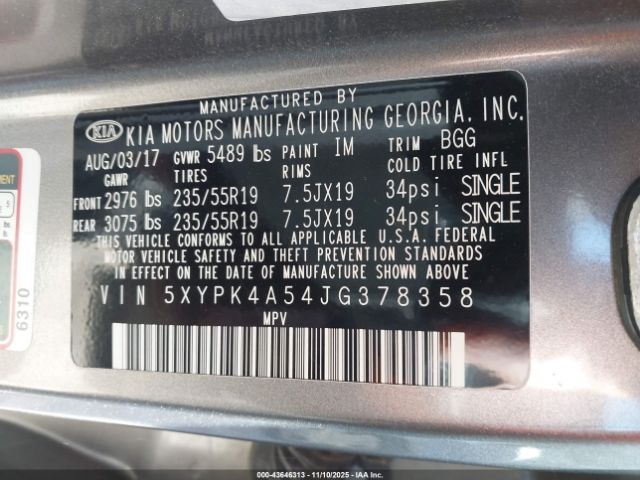 MANUFACTURED BY
KIA KIA MOTORS MANUFACTURING GEORGIA, INC.
AUG/03/17 GVWR 5489 lbs PAINT IM TRIM BGG
GAWR TIRES RIMS COLD TIRE INFL
FRONT 2976 lbs 235/55R19 7.5JX19 34psi SINGLE
REAR 3075 lbs 235/55R19 7.5JX19 34psi SINGLE
THIS VEHICLE CONFORMS TO ALL APPLICABLE U.S.A. FEDERAL
MOTOR VEHICLE SAFETY AND THEFT PREVENTION STANDARDS
IN EFFECT ON THE DATE OF MANUFACTURE SHOWN ABOVE.
VIN 5XYPK4A54JG378358
MPV
6310
000-43646313 - 11/10/2025 - IAAI.COM